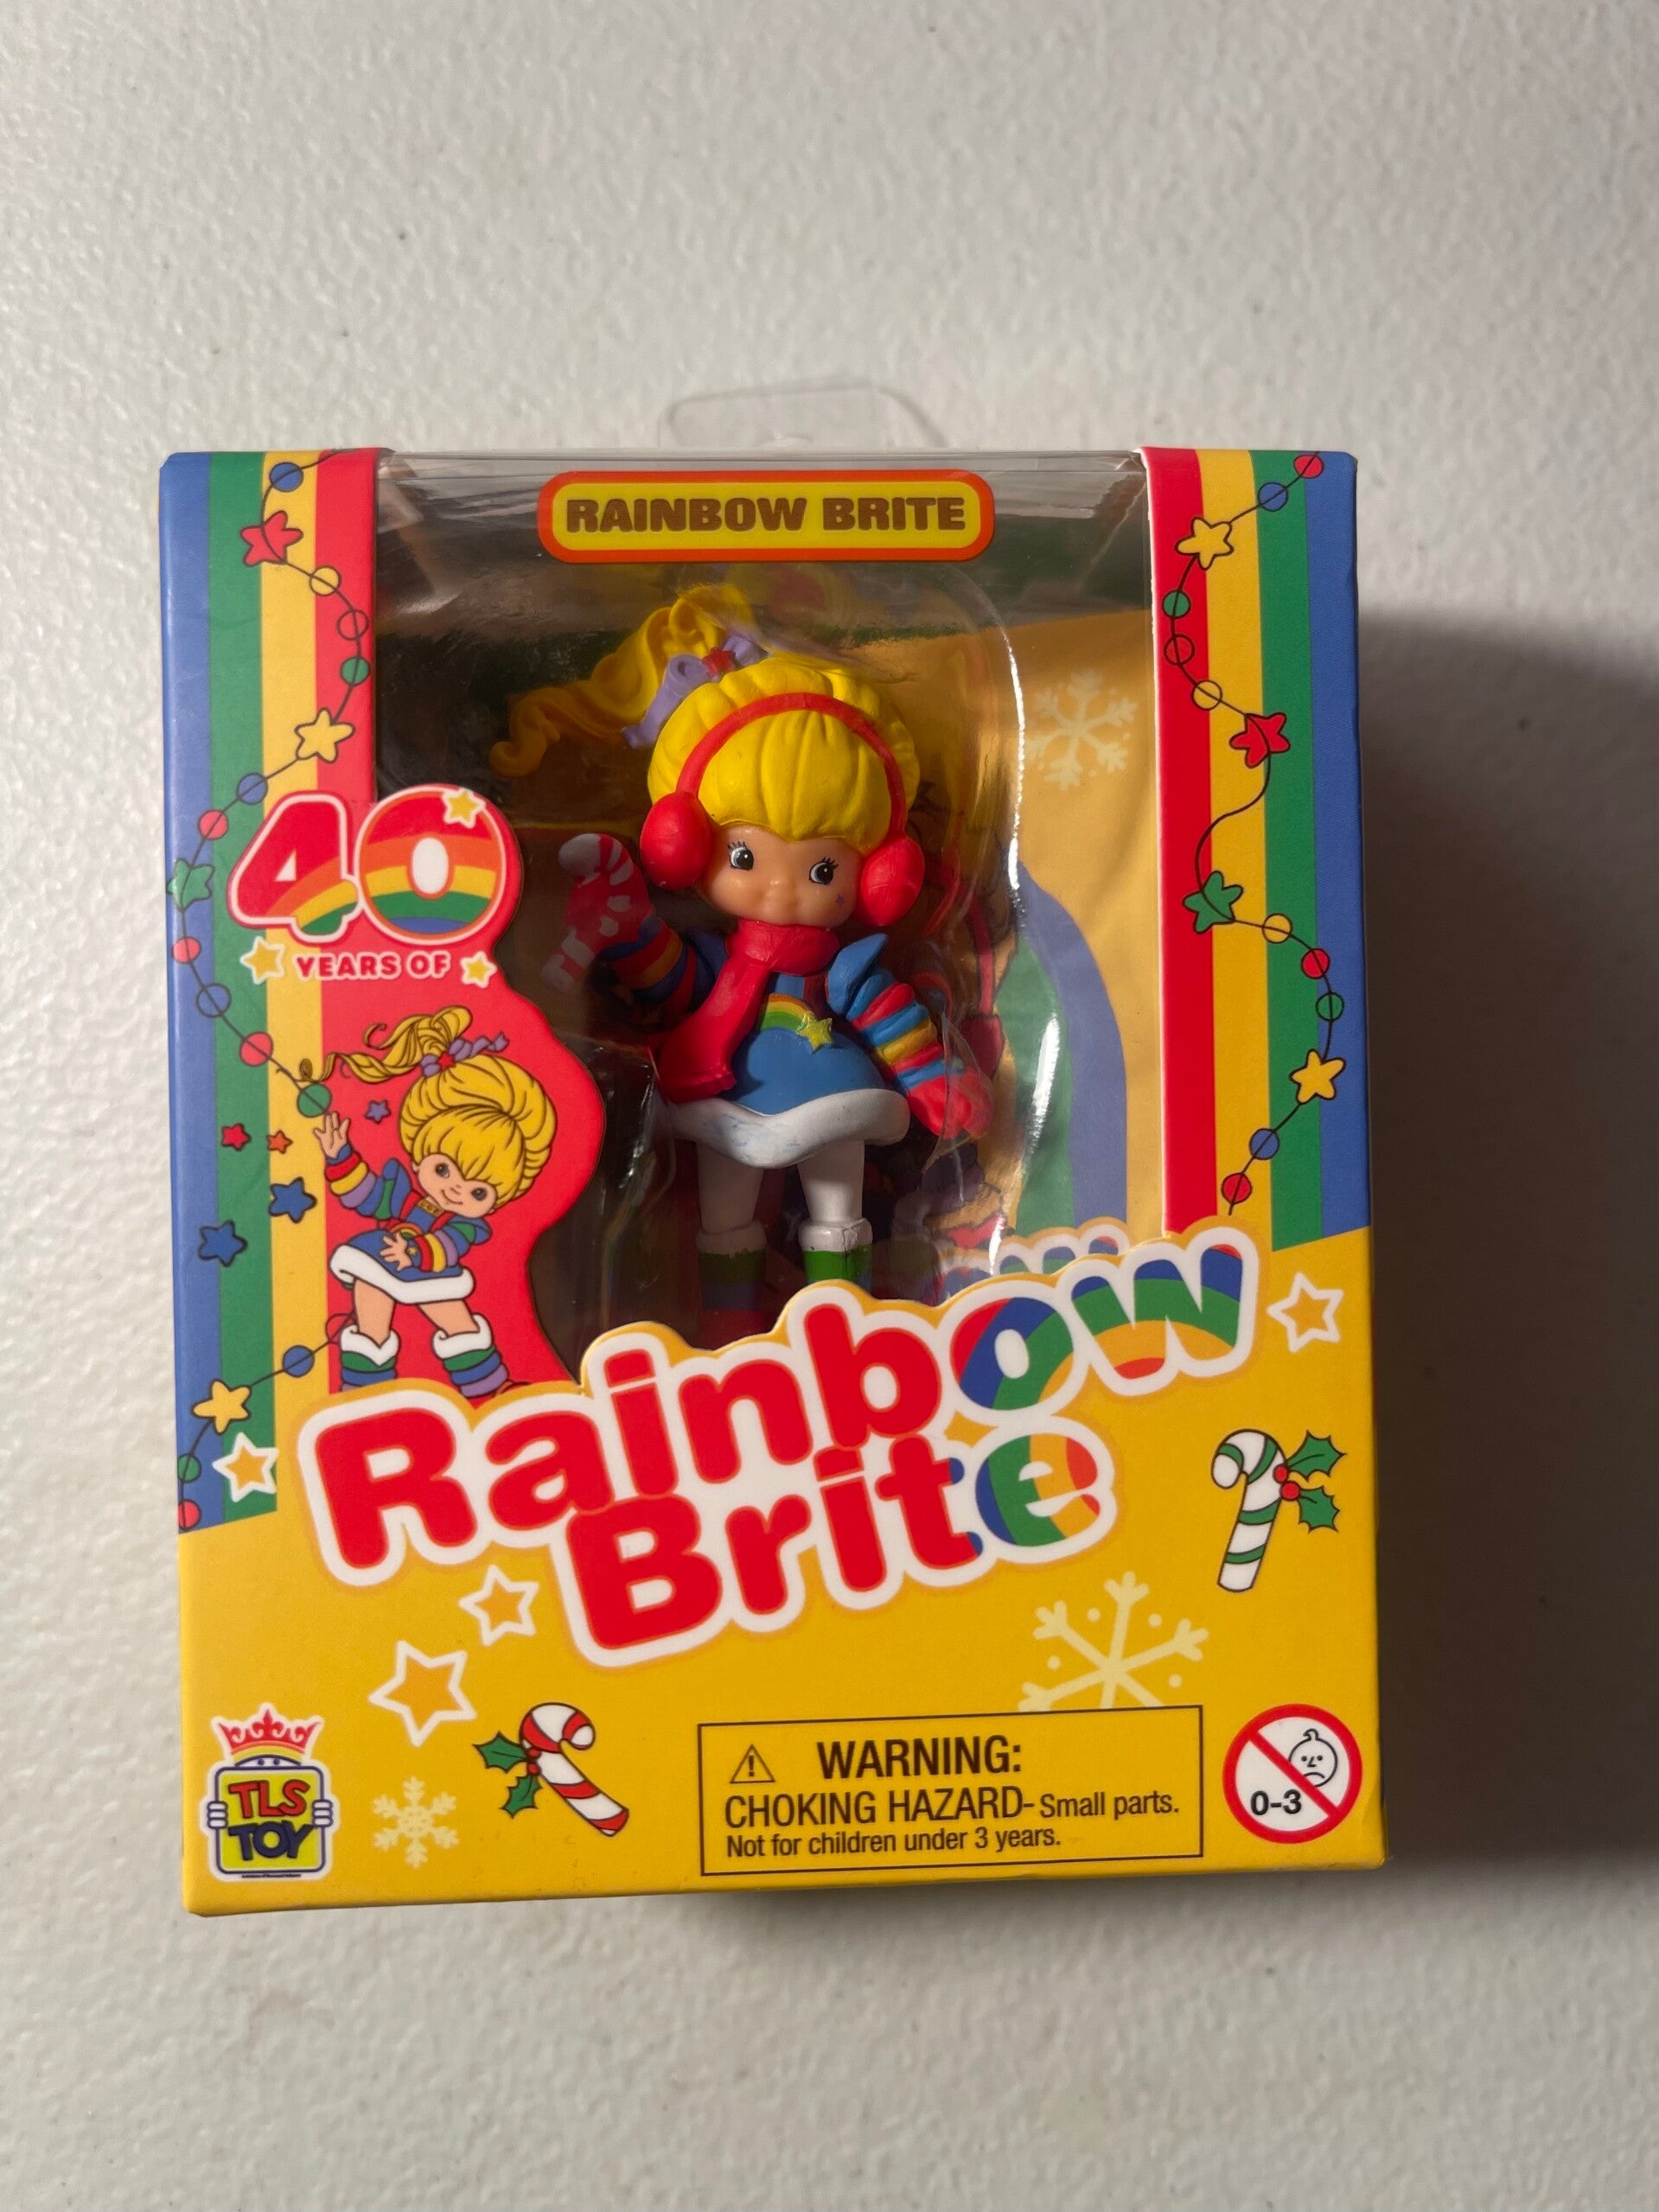 RAINBOW BRITE
40
YEARS OF
Rainbow
Brite
TLS
TOY
WARNING:
CHOKING HAZARD- Small parts.
Not for children under 3 years.
0-3